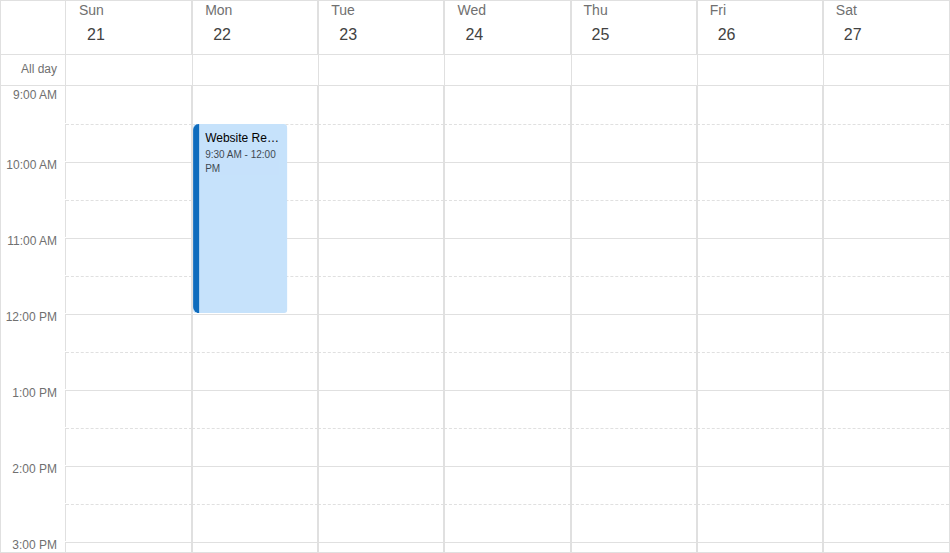 Sun Mon Tue Wed Thu Fri Sat
21 22 23 24 25 26 27
All day
9:00 AM
Website Re...
9:30 AM - 12:00
PM
10:00 AM
11:00 AM
12:00 PM
1:00 PM
2:00 PM
3:00 PM